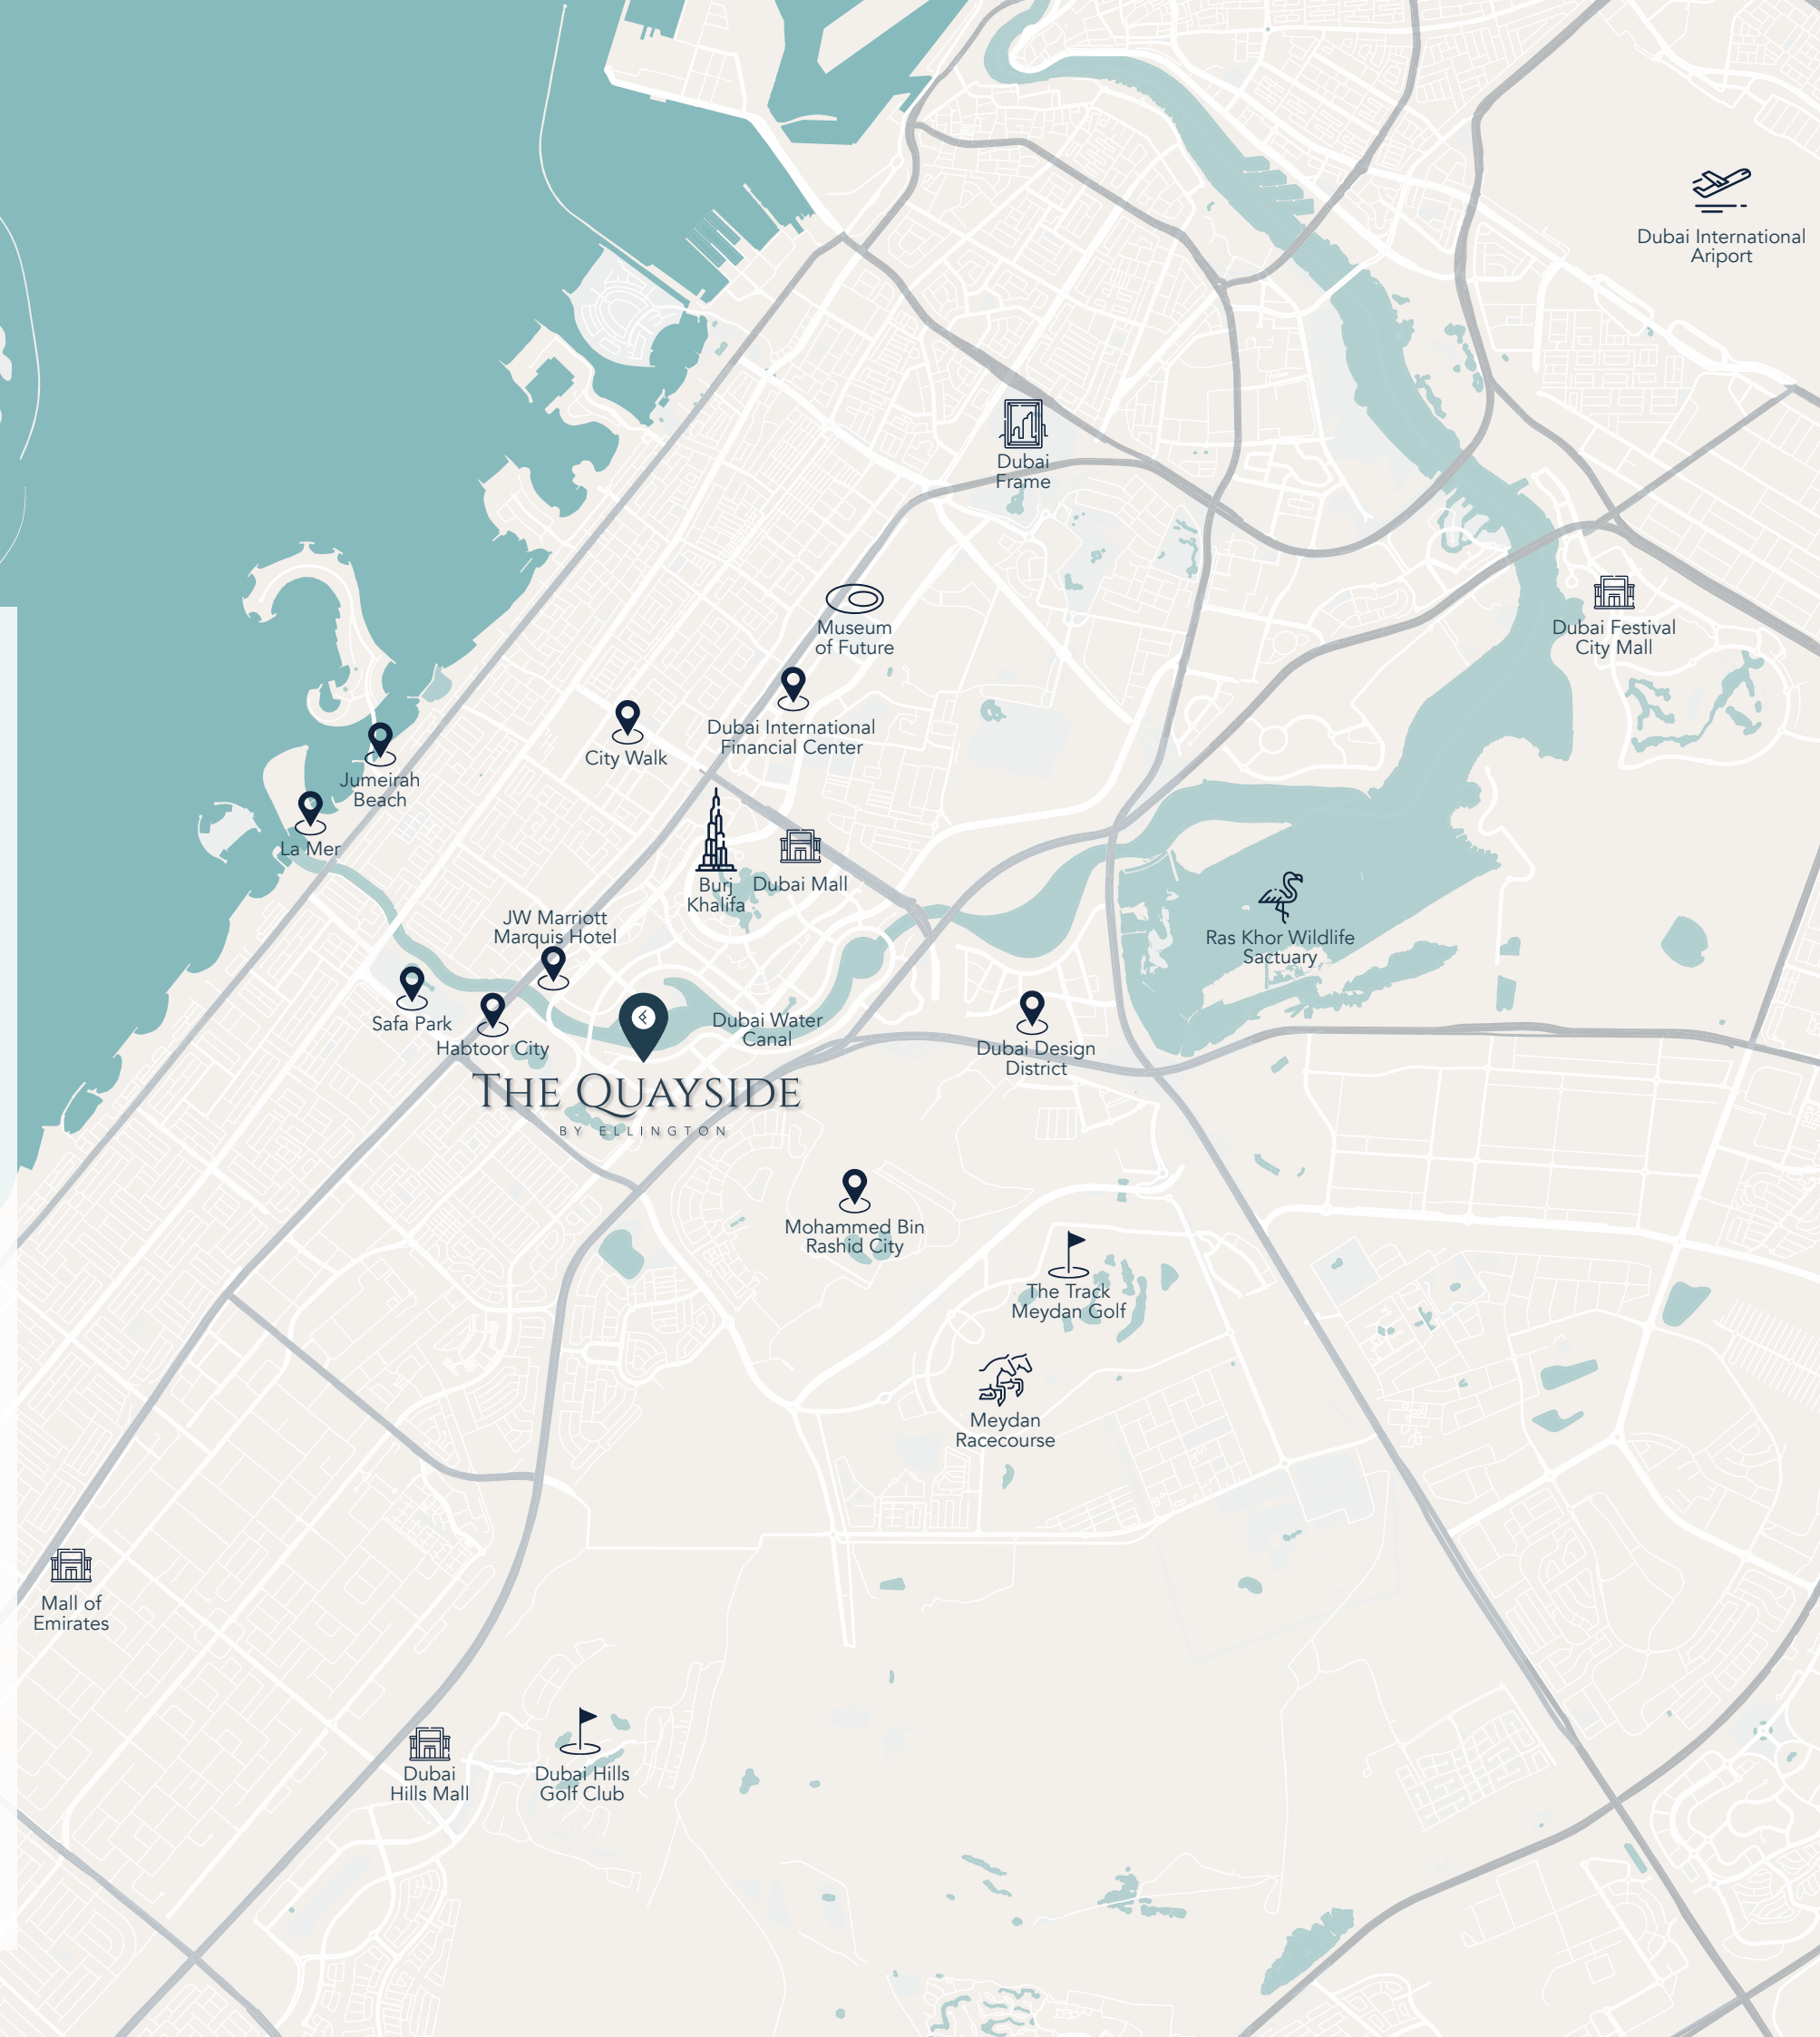 Dubai International
Ariport
Dubai
Frame
Museum
of Future
Dubai Festival
City Mall
Dubai International
Financial Center
City Walk
Jumeirah
Beach
La Mer
Burj
Khalifa
Dubai Mall
JW Marriott
Marquis Hotel
Ras Khor Wildlife
Sactuary
Safa Park
Habtoor City
Dubai Water
Canal
Dubai Design
District
THE QUAYSIDE
BY ELLINGTON
Mohammed Bin
Rashid City
The Track
Meydan Golf
Meydan
Racecourse
Mall of
Emirates
Dubai
Hills Mall
Dubai Hills
Golf Club